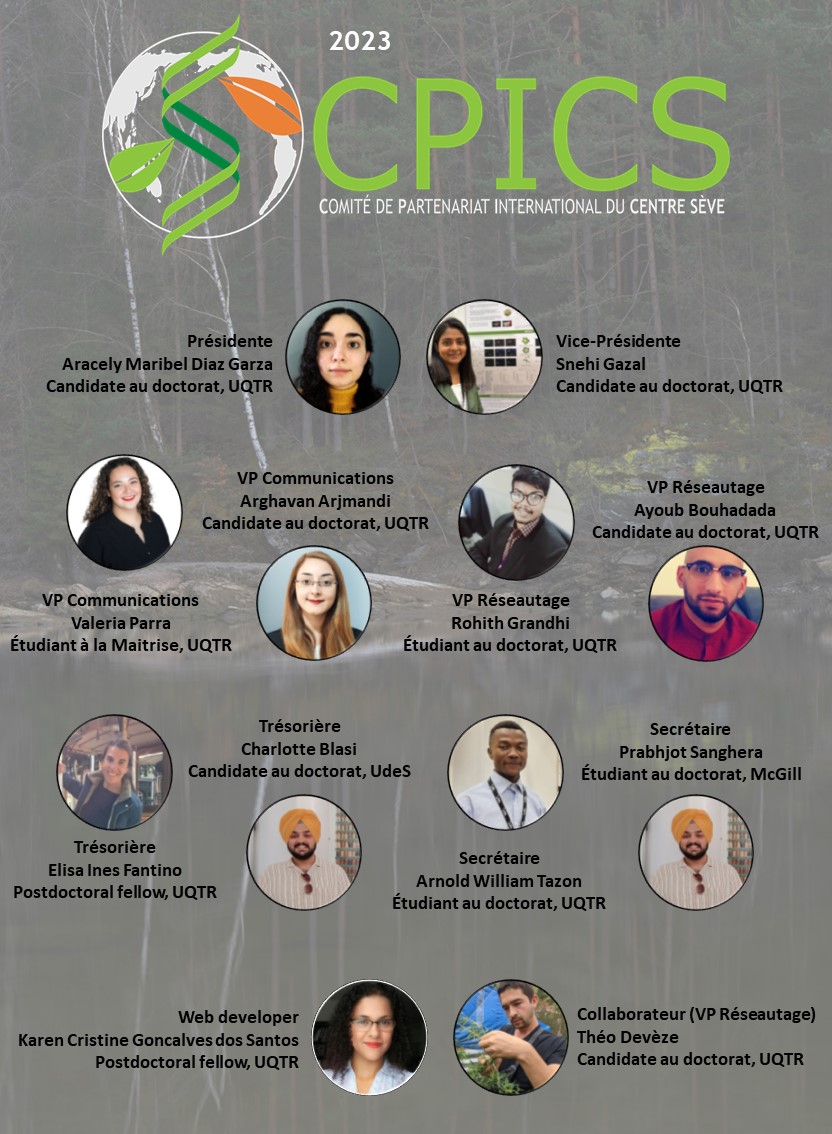 2023
CPICS
COMITÉ DE PARTENARIAT INTERNATIONAL DU CENTRE SÈVE
Présidente
Aracely Maribel Diaz Garza
Candidate au doctorat, UQTR
Vice-Présidente
Snehi Gazal
Candidate au doctorat, UQTR
VP Communications
Arghavan Arjmandi
Candidate au doctorat, UQTR
VP Réseautage
Ayoub Bouhadada
Candidate au doctorat, UQTR
VP Communications
Valeria Parra
Étudiant à la Maitrise, UQTR
VP Réseautage
Rohith Grandhi
Étudiant au doctorat, UQTR
Trésorière
Charlotte Blasi
Candidate au doctorat, UdeS
Secrétaire
Prabhjot Sanghera
Étudiant au doctorat, McGill
Trésorière
Elisa Ines Fantino
Postdoctoral fellow, UQTR
Secrétaire
Arnold William Tazon
Étudiant au doctorat, UQTR
Web developer
Karen Cristine Goncalves dos Santos
Postdoctoral fellow, UQTR
Collaborateur (VP Réseautage)
Théo Devèze
Candidate au doctorat, UQTR